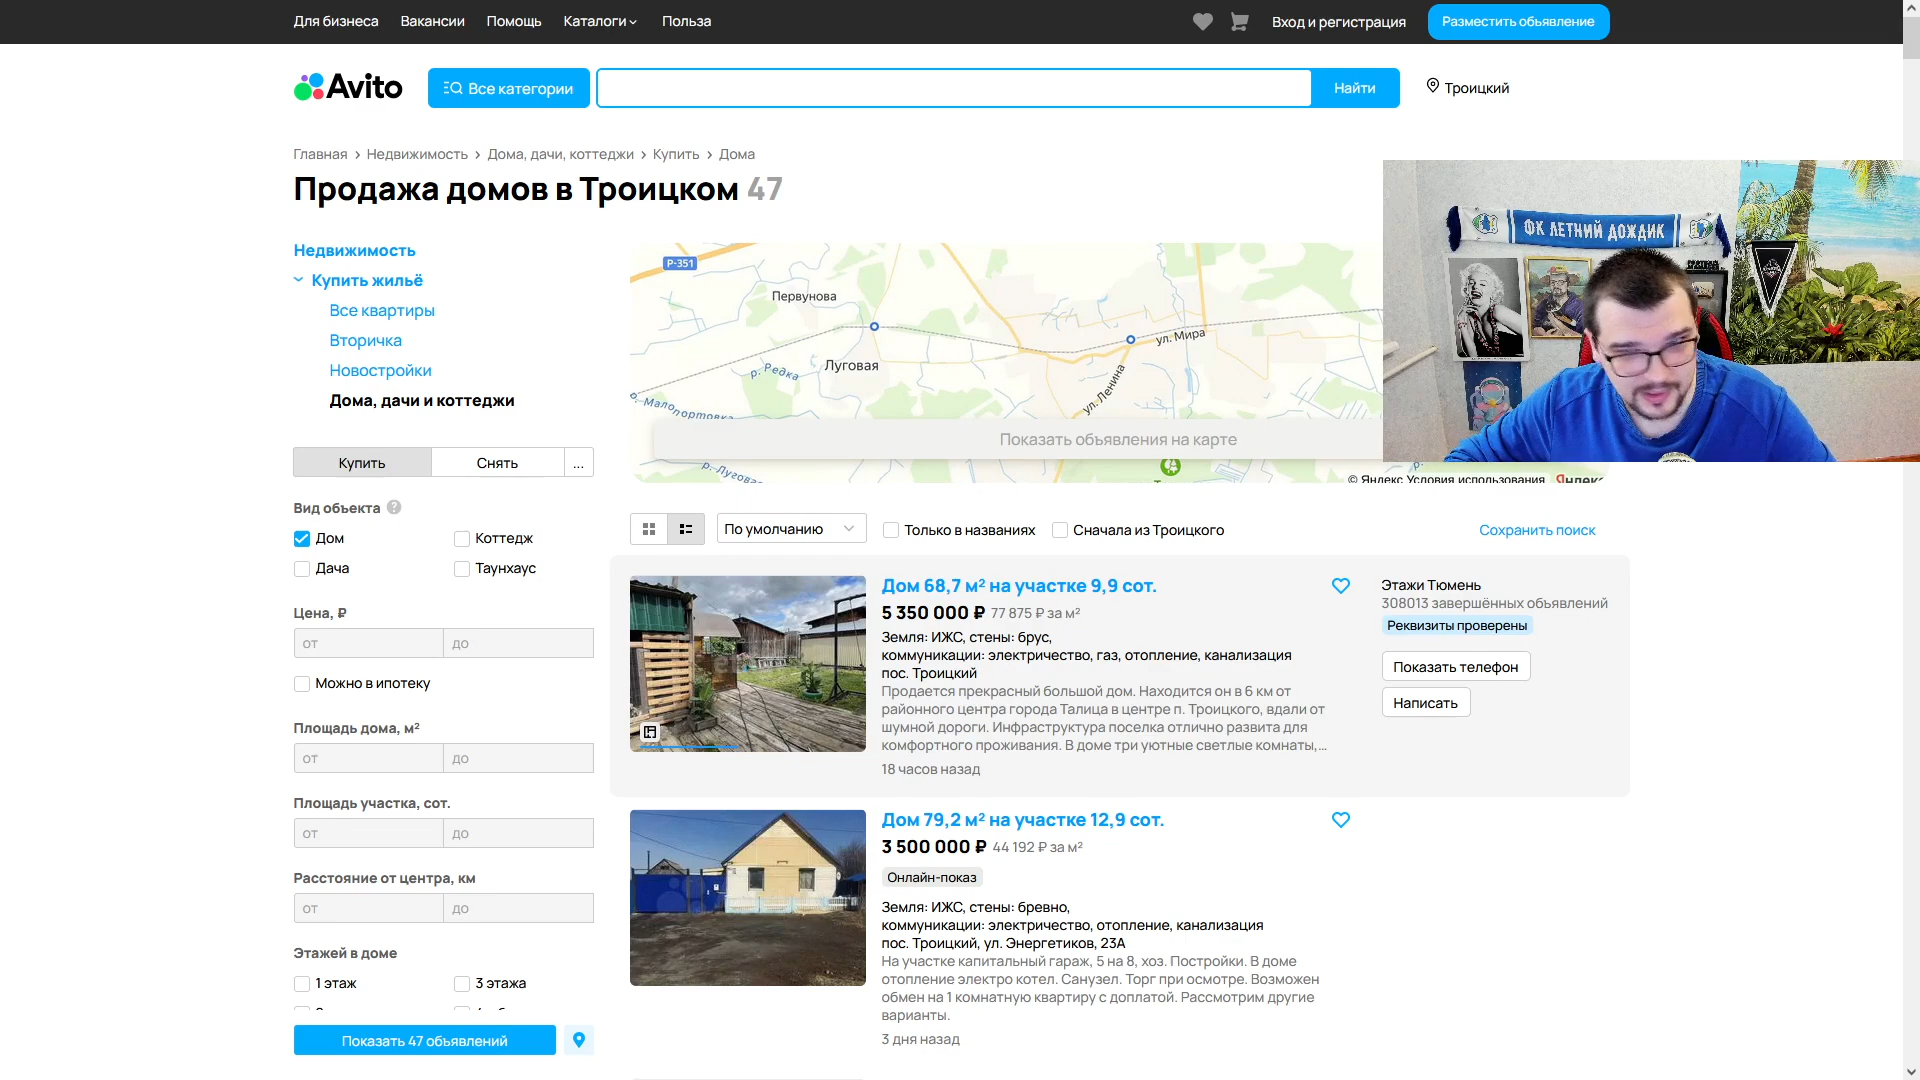 Для бизнеса Вакансии Помощь Каталоги Польза Вход и регистрация Разместить объявление
Avito Все категории Найти Троицкий
Главная › Недвижимость › Дома, дачи, коттеджи › Купить › Дома
Продажа домов в Троицком 47
Недвижимость
Купить жильё
Все квартиры
Вторичка
Новостройки
Дома, дачи и коттеджи
Купить Снять ...
Вид объекта ?
Дом Коттедж
Дача Таунхаус
Цена, ₽
от до
Можно в ипотеку
Площадь дома, м²
от до
Площадь участка, сот.
от до
Расстояние от центра, км
от до
Этажей в доме
1 этаж 3 этажа
Показать 47 объявлений
Р-351
Первунова
ул. Мира
Луговая
р. Редка
ул. Ленина
р. Малопортовка
Показать объявления на карте
р. Луговая
р.
© Яндекс Условия использования Яндекс
ФК ЛЕТНИЙ ДОЖДИК
По умолчанию Только в названиях Сначала из Троицкого Сохранить поиск
Дом 68,7 м² на участке 9,9 сот.
5 350 000 ₽ 77 875 ₽ за м²
Земля: ИЖС, стены: брус,
коммуникации: электричество, газ, отопление, канализация
пос. Троицкий
Продается прекрасный большой дом. Находится он в 6 км от
районного центра города Талица в центре п. Троицкого, вдали от
шумной дороги. Инфраструктура поселка отлично развита для
комфортного проживания. В доме три уютные светлые комнаты,...
18 часов назад
Этажи Тюмень
308013 завершённых объявлений
Реквизиты проверены
Показать телефон
Написать
Дом 79,2 м² на участке 12,9 сот.
3 500 000 ₽ 44 192 ₽ за м²
Онлайн-показ
Земля: ИЖС, стены: бревно,
коммуникации: электричество, отопление, канализация
пос. Троицкий, ул. Энергетиков, 23А
На участке капитальный гараж, 5 на 8, хоз. Постройки. В доме
отопление электро котел. Санузел. Торг при осмотре. Возможен
обмен на 1 комнатную квартиру с доплатой. Рассмотрим другие
варианты.
3 дня назад